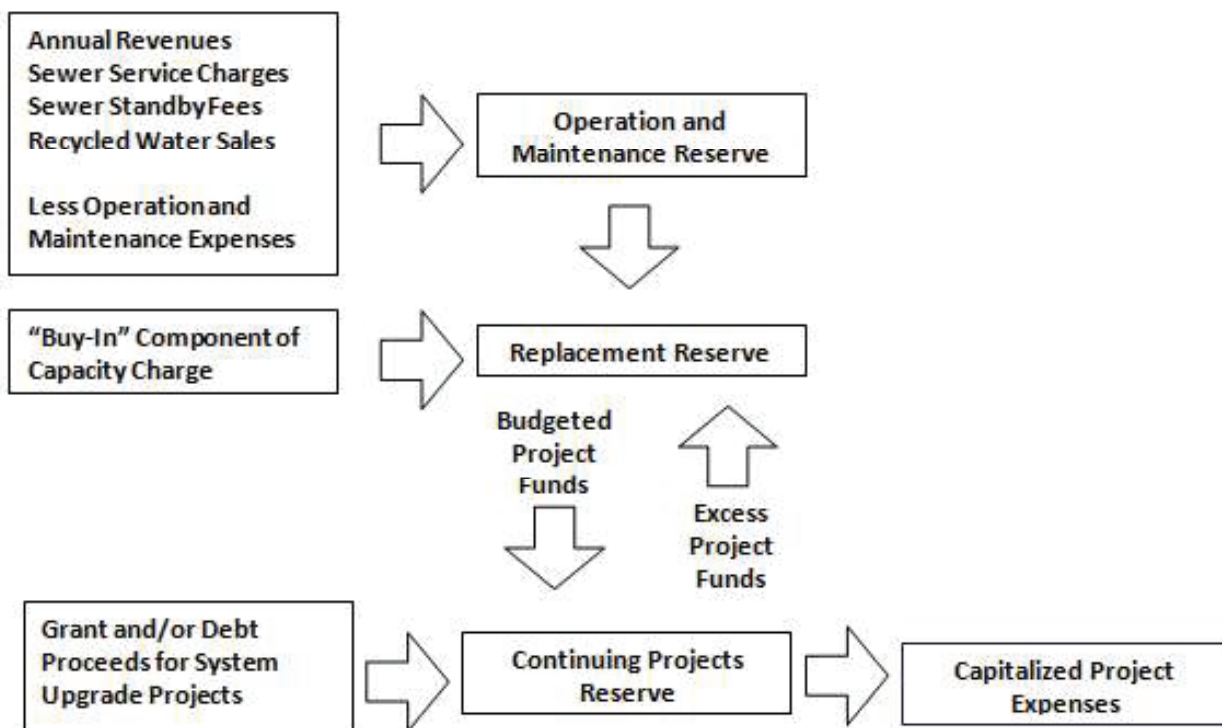 Annual Revenues
Sewer Service Charges
Sewer Standby Fees
Recycled Water Sales
Less Operation and
Maintenance Expenses
Operation and
Maintenance Reserve
“Buy-In” Component of
Capacity Charge
Replacement Reserve
Budgeted
Project
Funds
Excess
Project
Funds
Grant and/or Debt
Proceeds for System
Upgrade Projects
Continuing Projects
Reserve
Capitalized Project
Expenses